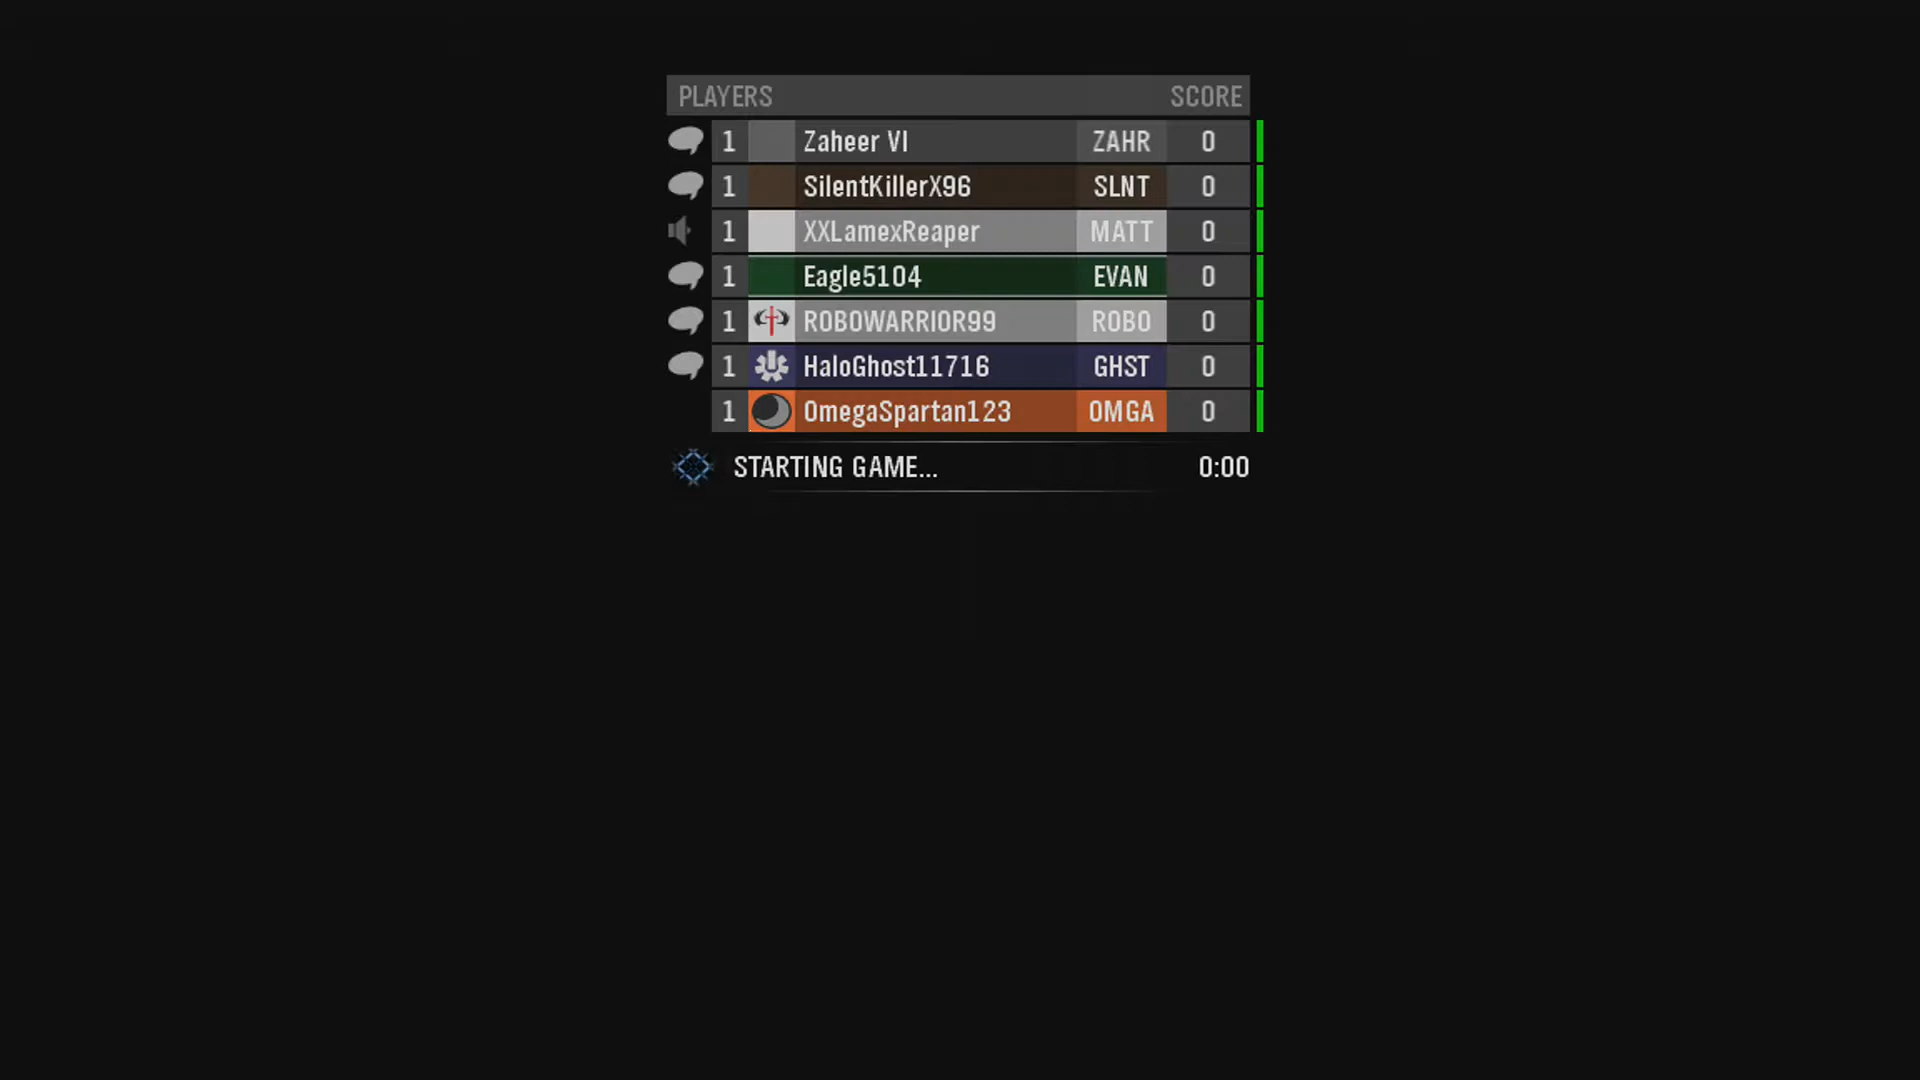 PLAYERS SCORE
1 Zaheer VI ZAHR 0
1 SilentKillerX96 SLNT 0
1 XXLamexReaper MATT 0
1 Eagle5104 EVAN 0
1 ROBOWARRIOR99 ROBO 0
1 HaloGhost11716 GHST 0
1 OmegaSpartan123 OMGA 0
STARTING GAME... 0:00